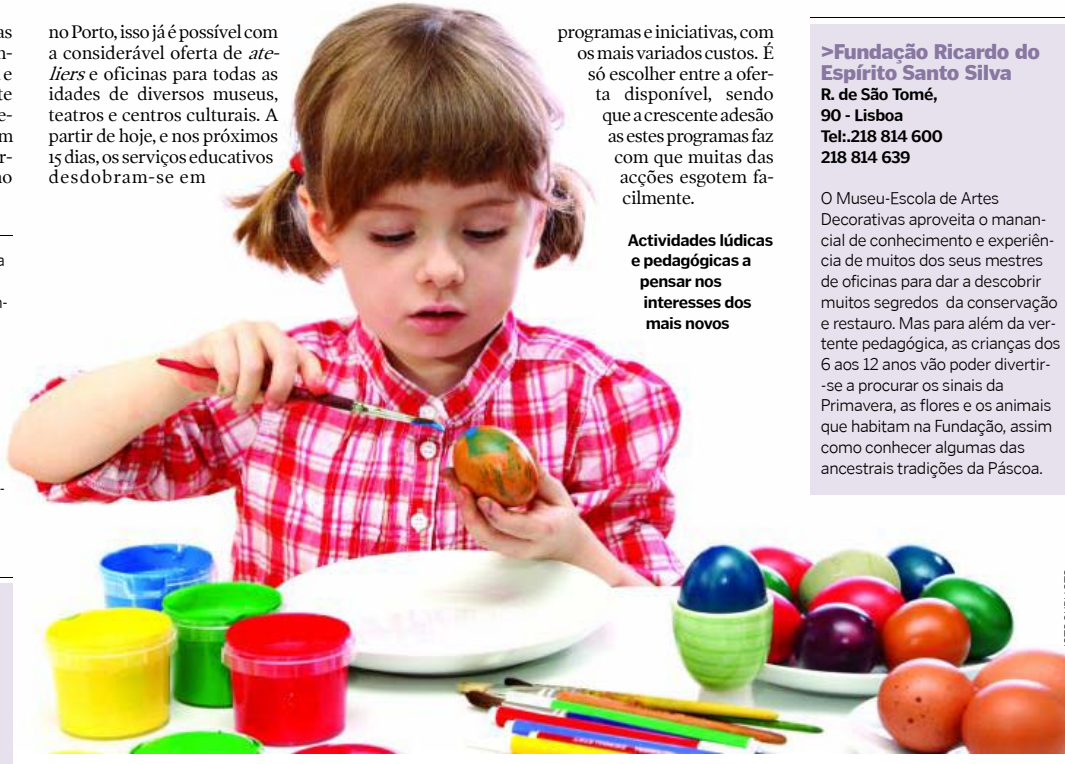 no Porto, isso já é possível com
a considerável oferta de ate-
liers e oficinas para todas as
idades de diversos museus,
teatros e centros culturais. A
partir de hoje, e nos próximos
15 dias, os serviços educativos
desdobram-se em
programas e iniciativas, com
os mais variados custos. É
só escolher entre a ofer-
ta disponível, sendo
que a crescente adesão
as estes programas faz
com que muitas das
acções esgotem fa-
cilmente.
Actividades lúdicas
e pedagógicas a
pensar nos
interesses dos
mais novos
>Fundação Ricardo do
Espírito Santo Silva
R. de São Tomé,
90 - Lisboa
Tel:.218 814 600
218 814 639
O Museu-Escola de Artes
Decorativas aproveita o manan-
cial de conhecimento e experiên-
cia de muitos dos seus mestres
de oficinas para dar a descobrir
muitos segredos da conservação
e restauro. Mas para além da ver-
tente pedagógica, as crianças dos
6 aos 12 anos vão poder divertir-
-se a procurar os sinais da
Primavera, as flores e os animais
que habitam na Fundação, assim
como conhecer algumas das
ancestrais tradições da Páscoa.